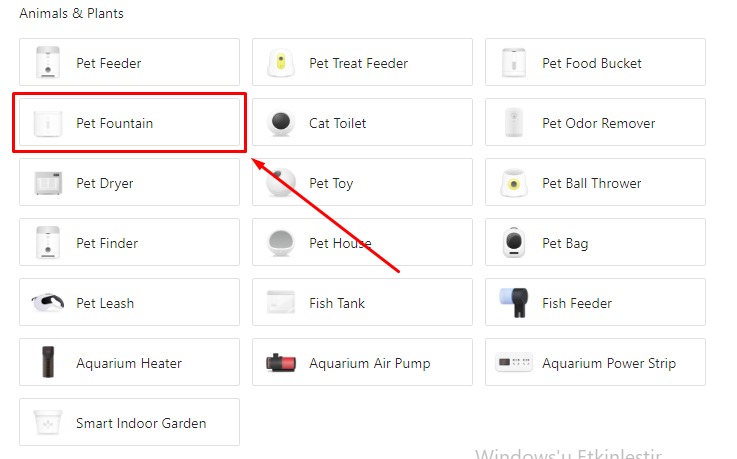 Animals & Plants
Pet Feeder
Pet Treat Feeder
Pet Food Bucket
Pet Fountain
Cat Toilet
Pet Odor Remover
Pet Dryer
Pet Toy
Pet Ball Thrower
Pet Finder
Pet House
Pet Bag
Pet Leash
Fish Tank
Fish Feeder
Aquarium Heater
Aquarium Air Pump
Aquarium Power Strip
Smart Indoor Garden
Windows'u Etkinleştir